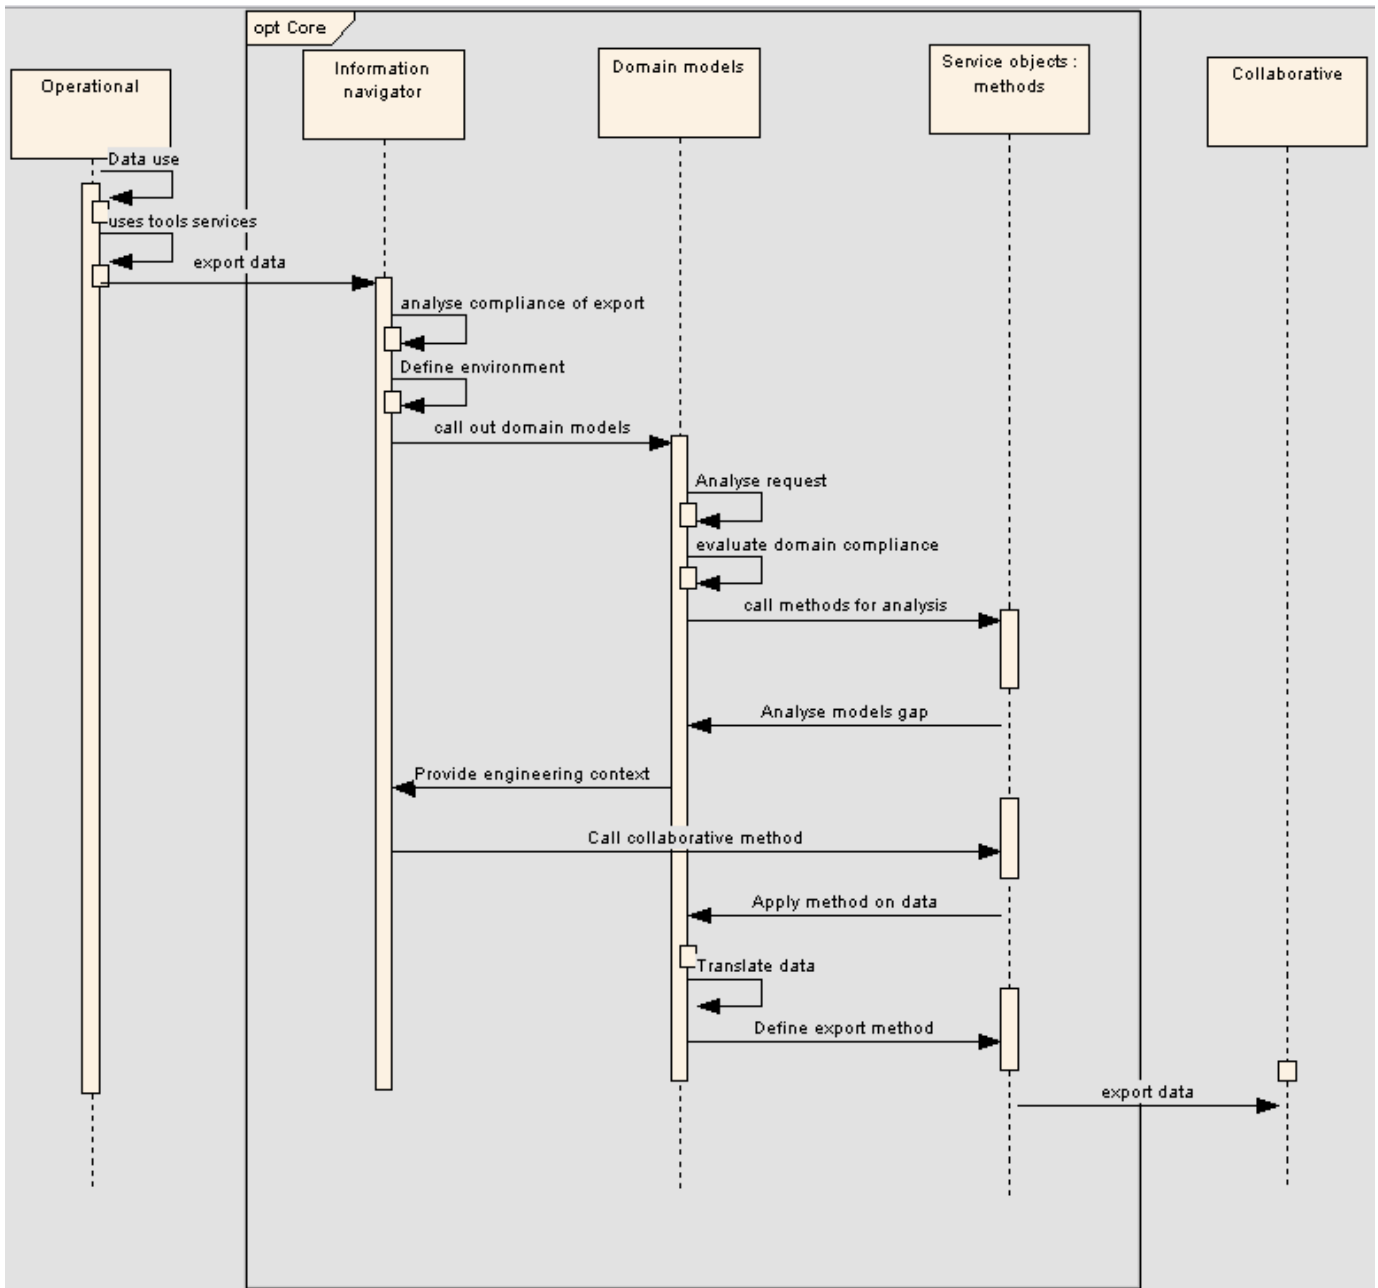 opt Core
Operational
Information
navigator
Domain models
Service objects :
methods
Collaborative
Data use
uses tools services
export data
analyse compliance of export
Define environment
call out domain models
Analyse request
evaluate domain compliance
call methods for analysis
Analyse models gap
Provide engineering context
Call collaborative method
Apply method on data
Translate data
Define export method
export data